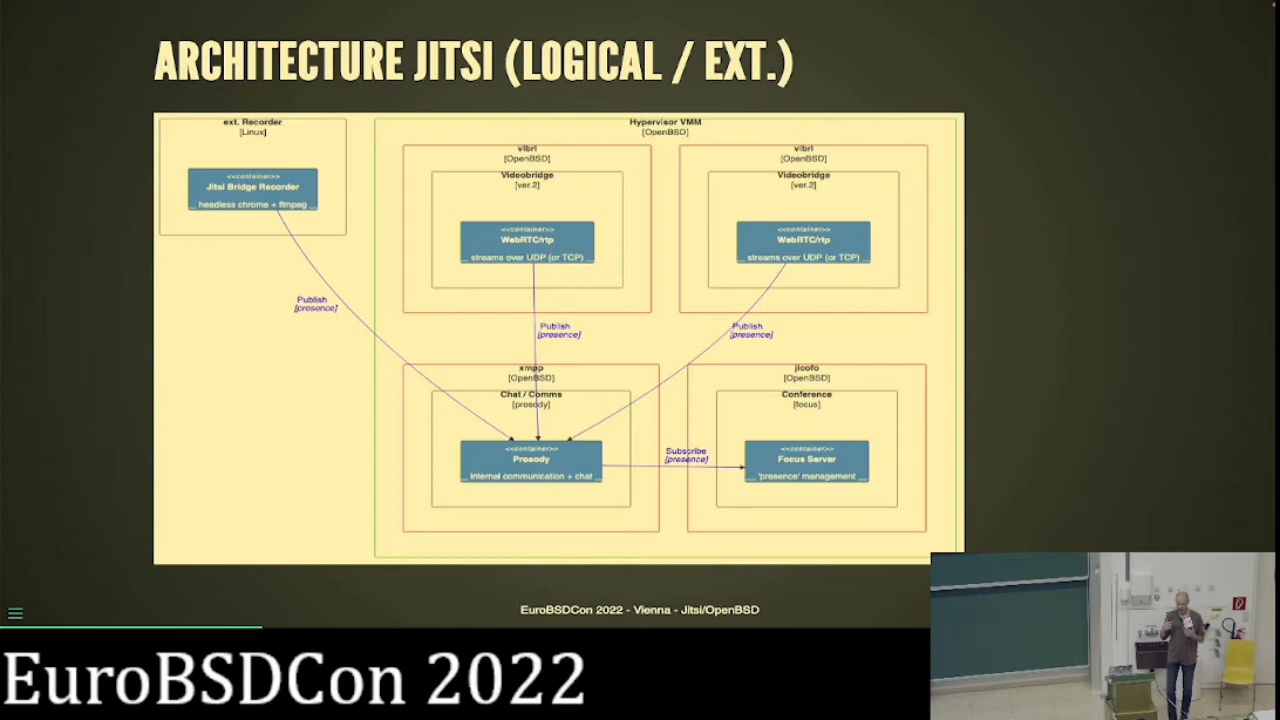 ARCHITECTURE JITSI (LOGICAL / EXT.)
ext. Recorder
[Linux]
<<container>>
Jitsi Bridge Recorder
headless chrome + ffmpeg
Publish
[presence]
Hypervisor VMM
[OpenBSD]
vibri
[OpenBSD]
Videobridge
[ver.2]
<<container>>
WebRTC/rtp
streams over UDP (or TCP)
Publish
[presence]
vibri
[OpenBSD]
Videobridge
[ver.2]
<<container>>
WebRTC/rtp
streams over UDP (or TCP)
Publish
[presence]
xmpp
[OpenBSD]
Chat / Comms
[prosody]
<<container>>
Prosody
internal communication + chat
Subscribe
[presence]
jicofo
[OpenBSD]
Conference
[focus]
<<container>>
Focus Server
'presence' management
EuroBSDCon 2022 - Vienna - Jitsi/OpenBSD
EuroBSDCon 2022